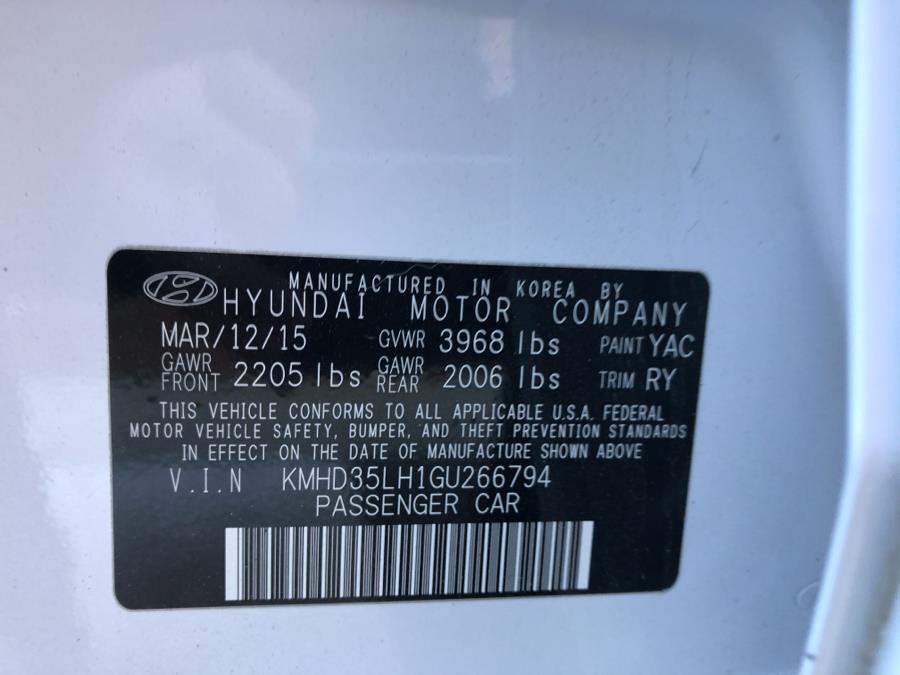 MANUFACTURED IN KOREA BY
HYUNDAI MOTOR COMPANY
MAR/12/15 GVWR 3968 lbs PAINT YAC
GAWR FRONT 2205 lbs GAWR REAR 2006 lbs TRIM RY
THIS VEHICLE CONFORMS TO ALL APPLICABLE U.S.A. FEDERAL
MOTOR VEHICLE SAFETY, BUMPER, AND THEFT PREVENTION STANDARDS
IN EFFECT ON THE DATE OF MANUFACTURE SHOWN ABOVE
V.I.N KMHD35LH1GU266794
PASSENGER CAR